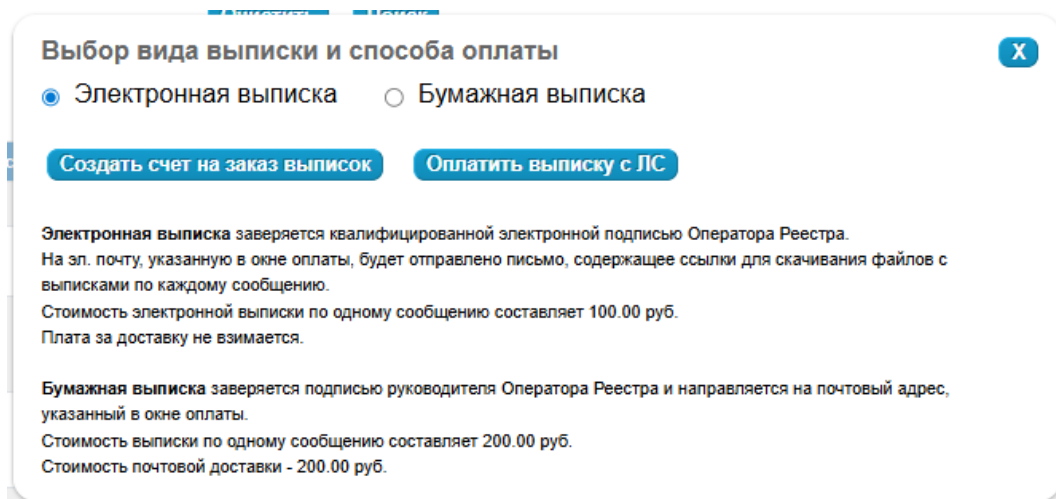 Очистить Поиск
Выбор вида выписки и способа оплаты
X
Электронная выписка Бумажная выписка
Создать счет на заказ выписок Оплатить выписку с ЛС
Электронная выписка заверяется квалифицированной электронной подписью Оператора Реестра.
На эл. почту, указанную в окне оплаты, будет отправлено письмо, содержащее ссылки для скачивания файлов с
выписками по каждому сообщению.
Стоимость электронной выписки по одному сообщению составляет 100.00 руб.
Плата за доставку не взимается.
Бумажная выписка заверяется подписью руководителя Оператора Реестра и направляется на почтовый адрес,
указанный в окне оплаты.
Стоимость выписки по одному сообщению составляет 200.00 руб.
Стоимость почтовой доставки - 200.00 руб.